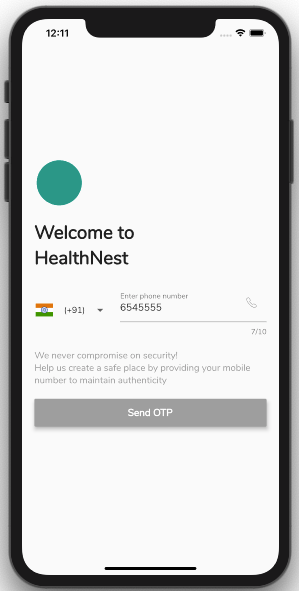 12:11
Welcome to
HealthNest
Enter phone number
(+91) 6545555
7/10
We never compromise on security!
Help us create a safe place by providing your mobile
number to maintain authenticity
Send OTP